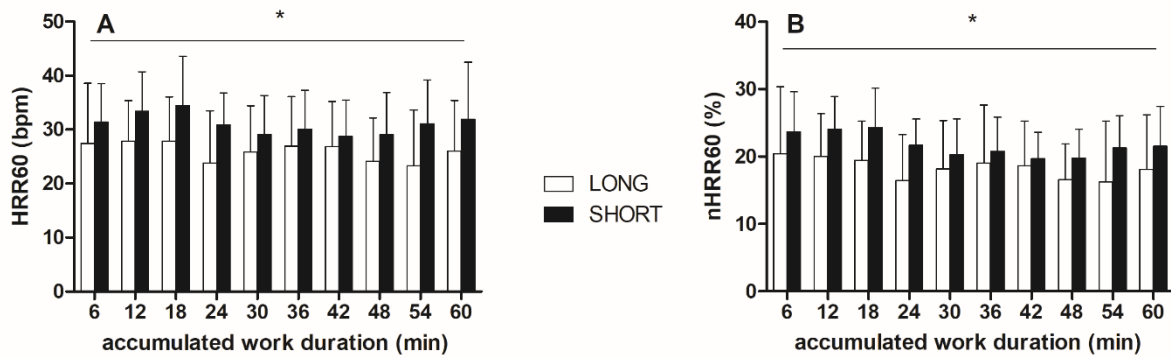 A
*
HRR60 (bpm)
50
40
30
20
10
0
6 12 18 24 30 36 42 48 54 60
accumulated work duration (min)
LONG
SHORT
B
*
nHRR60 (%)
40
30
20
10
0
6 12 18 24 30 36 42 48 54 60
accumulated work duration (min)